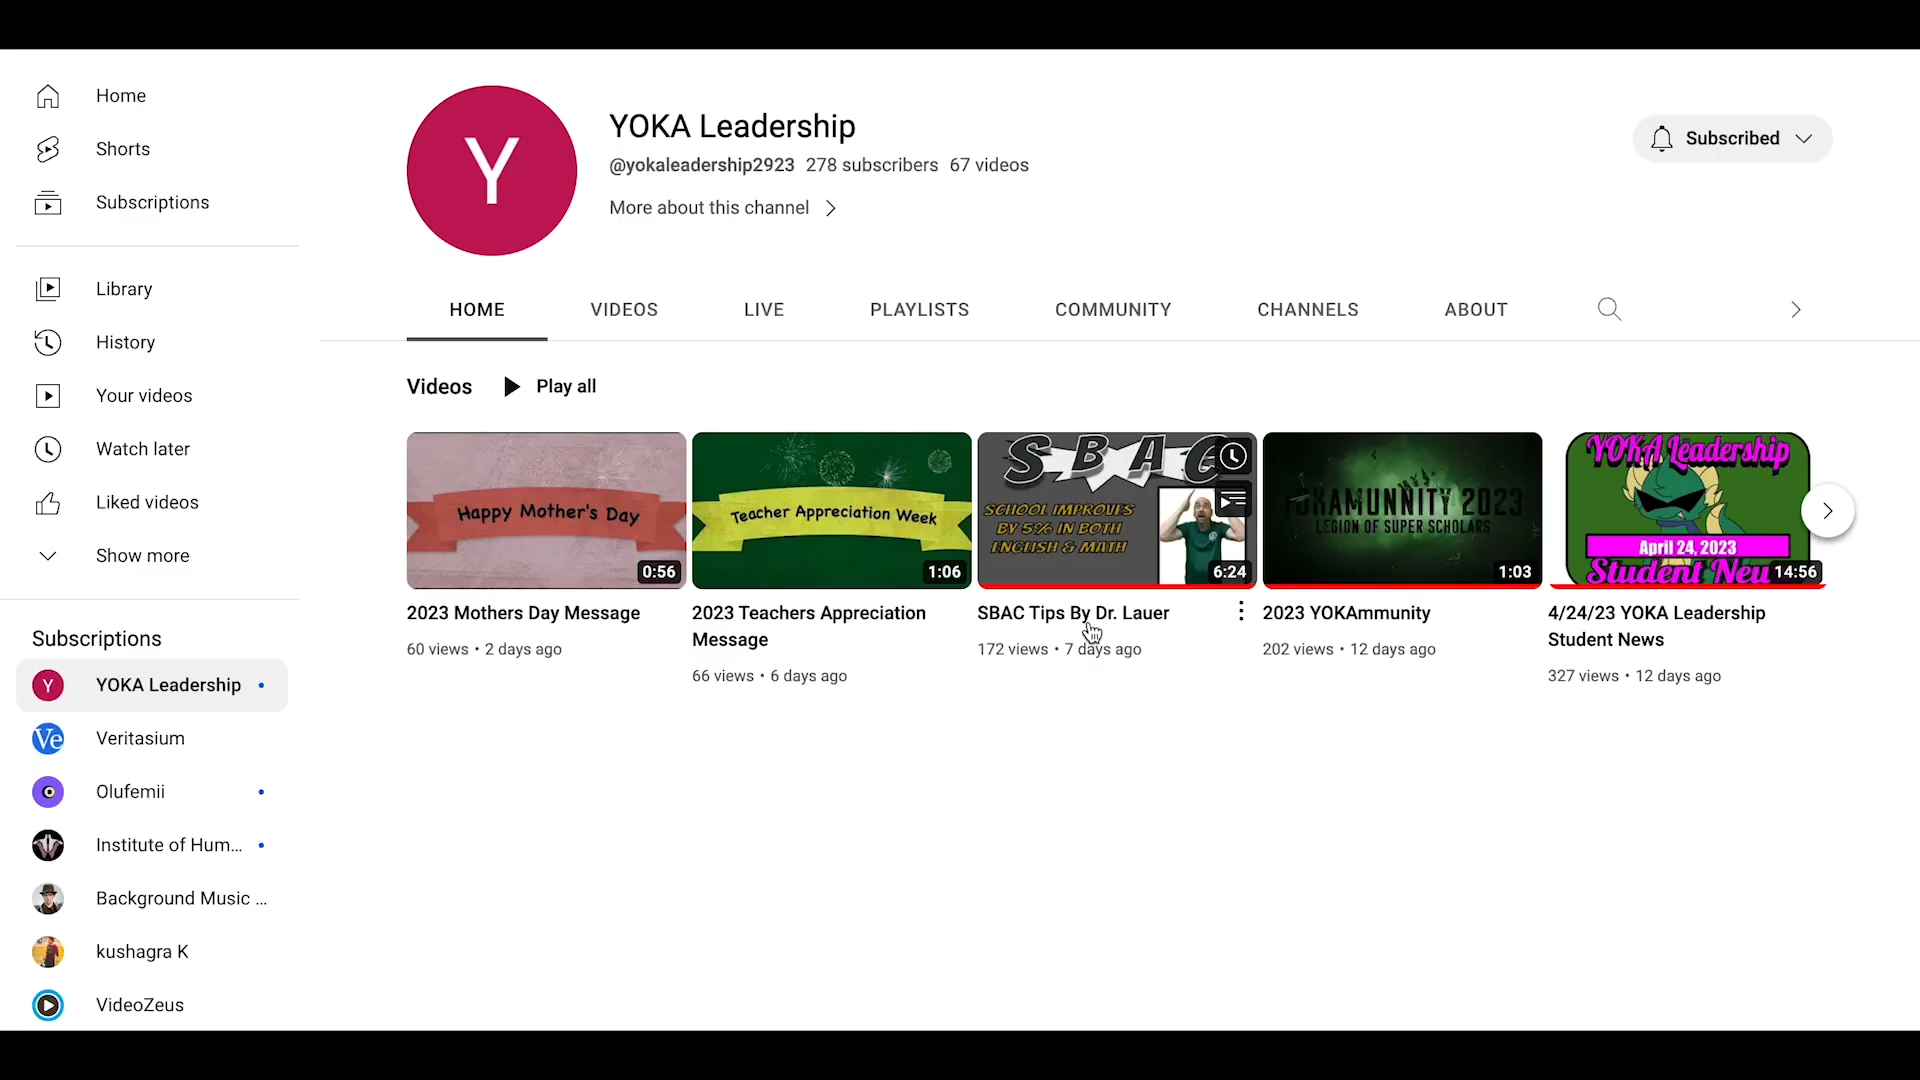 Home
Shorts
Subscriptions
Library
History
Your videos
Watch later
Liked videos
Show more
Subscriptions
Y YOKA Leadership
Ve Veritasium
Olufemii
Institute of Hum...
Background Music ...
kushagra K
VideoZeus
Y
YOKA Leadership
@yokaleadership2923 278 subscribers 67 videos
More about this channel
Subscribed
HOME VIDEOS LIVE PLAYLISTS COMMUNITY CHANNELS ABOUT
Videos Play all
Happy Mother's Day
0:56
2023 Mothers Day Message
60 views • 2 days ago
Teacher Appreciation Week
1:06
2023 Teachers Appreciation
Message
66 views • 6 days ago
SBAC
SCHOOL IMPROVES
BY 5% IN BOTH
ENGLISH & MATH
6:24
SBAC Tips By Dr. Lauer
172 views • 7 days ago
YOKAMUNNITY 2023
LEGION OF SUPER SCHOLARS
1:03
2023 YOKAmmunity
202 views • 12 days ago
YOKA Leadership
April 24, 2023
Student New
14:56
4/24/23 YOKA Leadership
Student News
327 views • 12 days ago